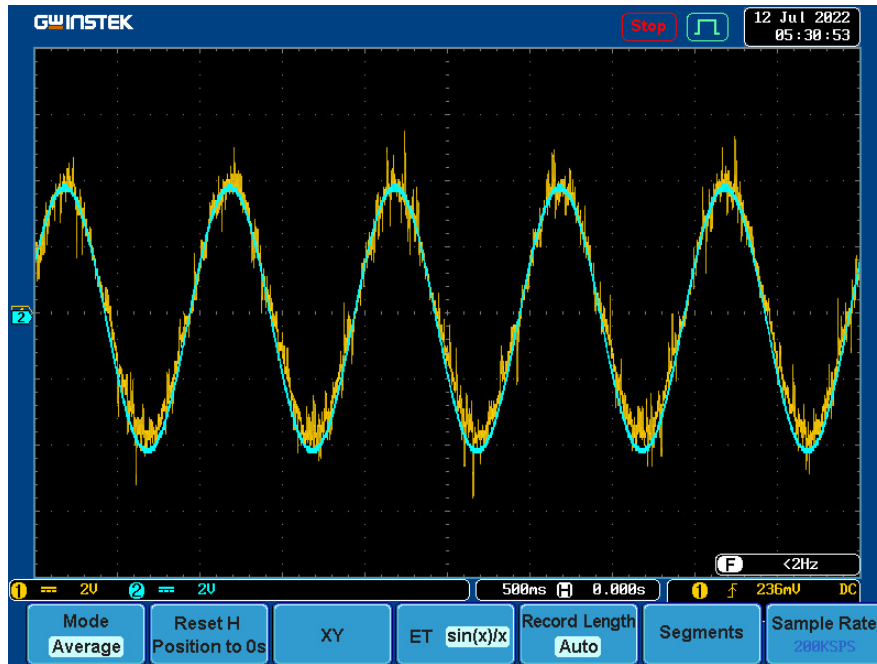 GWINSTEK
Stop
12 Jul 2022
05:30:53
2
F <2Hz
1 2V 2 2V
500ms H 0.000s
1 236mV DC
Mode
Average
Reset H
Position to 0s
XY
ET sin(x)/x
Record Length
Auto
Segments
Sample Rate
200KSPS